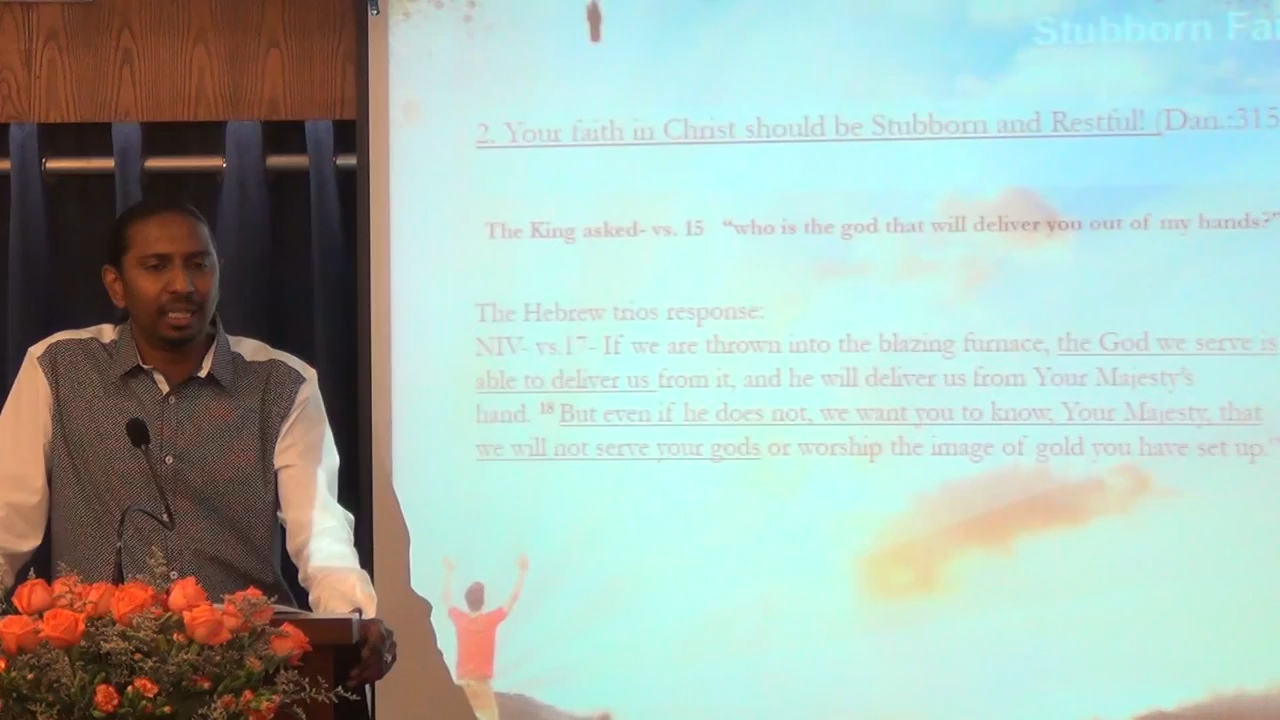 Stubborn
2. Your faith in Christ should be Stubborn and Restful! (Dan.:315
The King asked- vs. 15 “who is the god that will deliver you out of my hands?”
The Hebrew trios response:
NIV- vs.17- If we are thrown into the blazing furnace, the God we serve is
able to deliver us from it, and he will deliver us from Your Majesty’s
hand. 18 But even if he does not, we want you to know, Your Majesty, that
we will not serve your gods or worship the image of gold you have set up.”